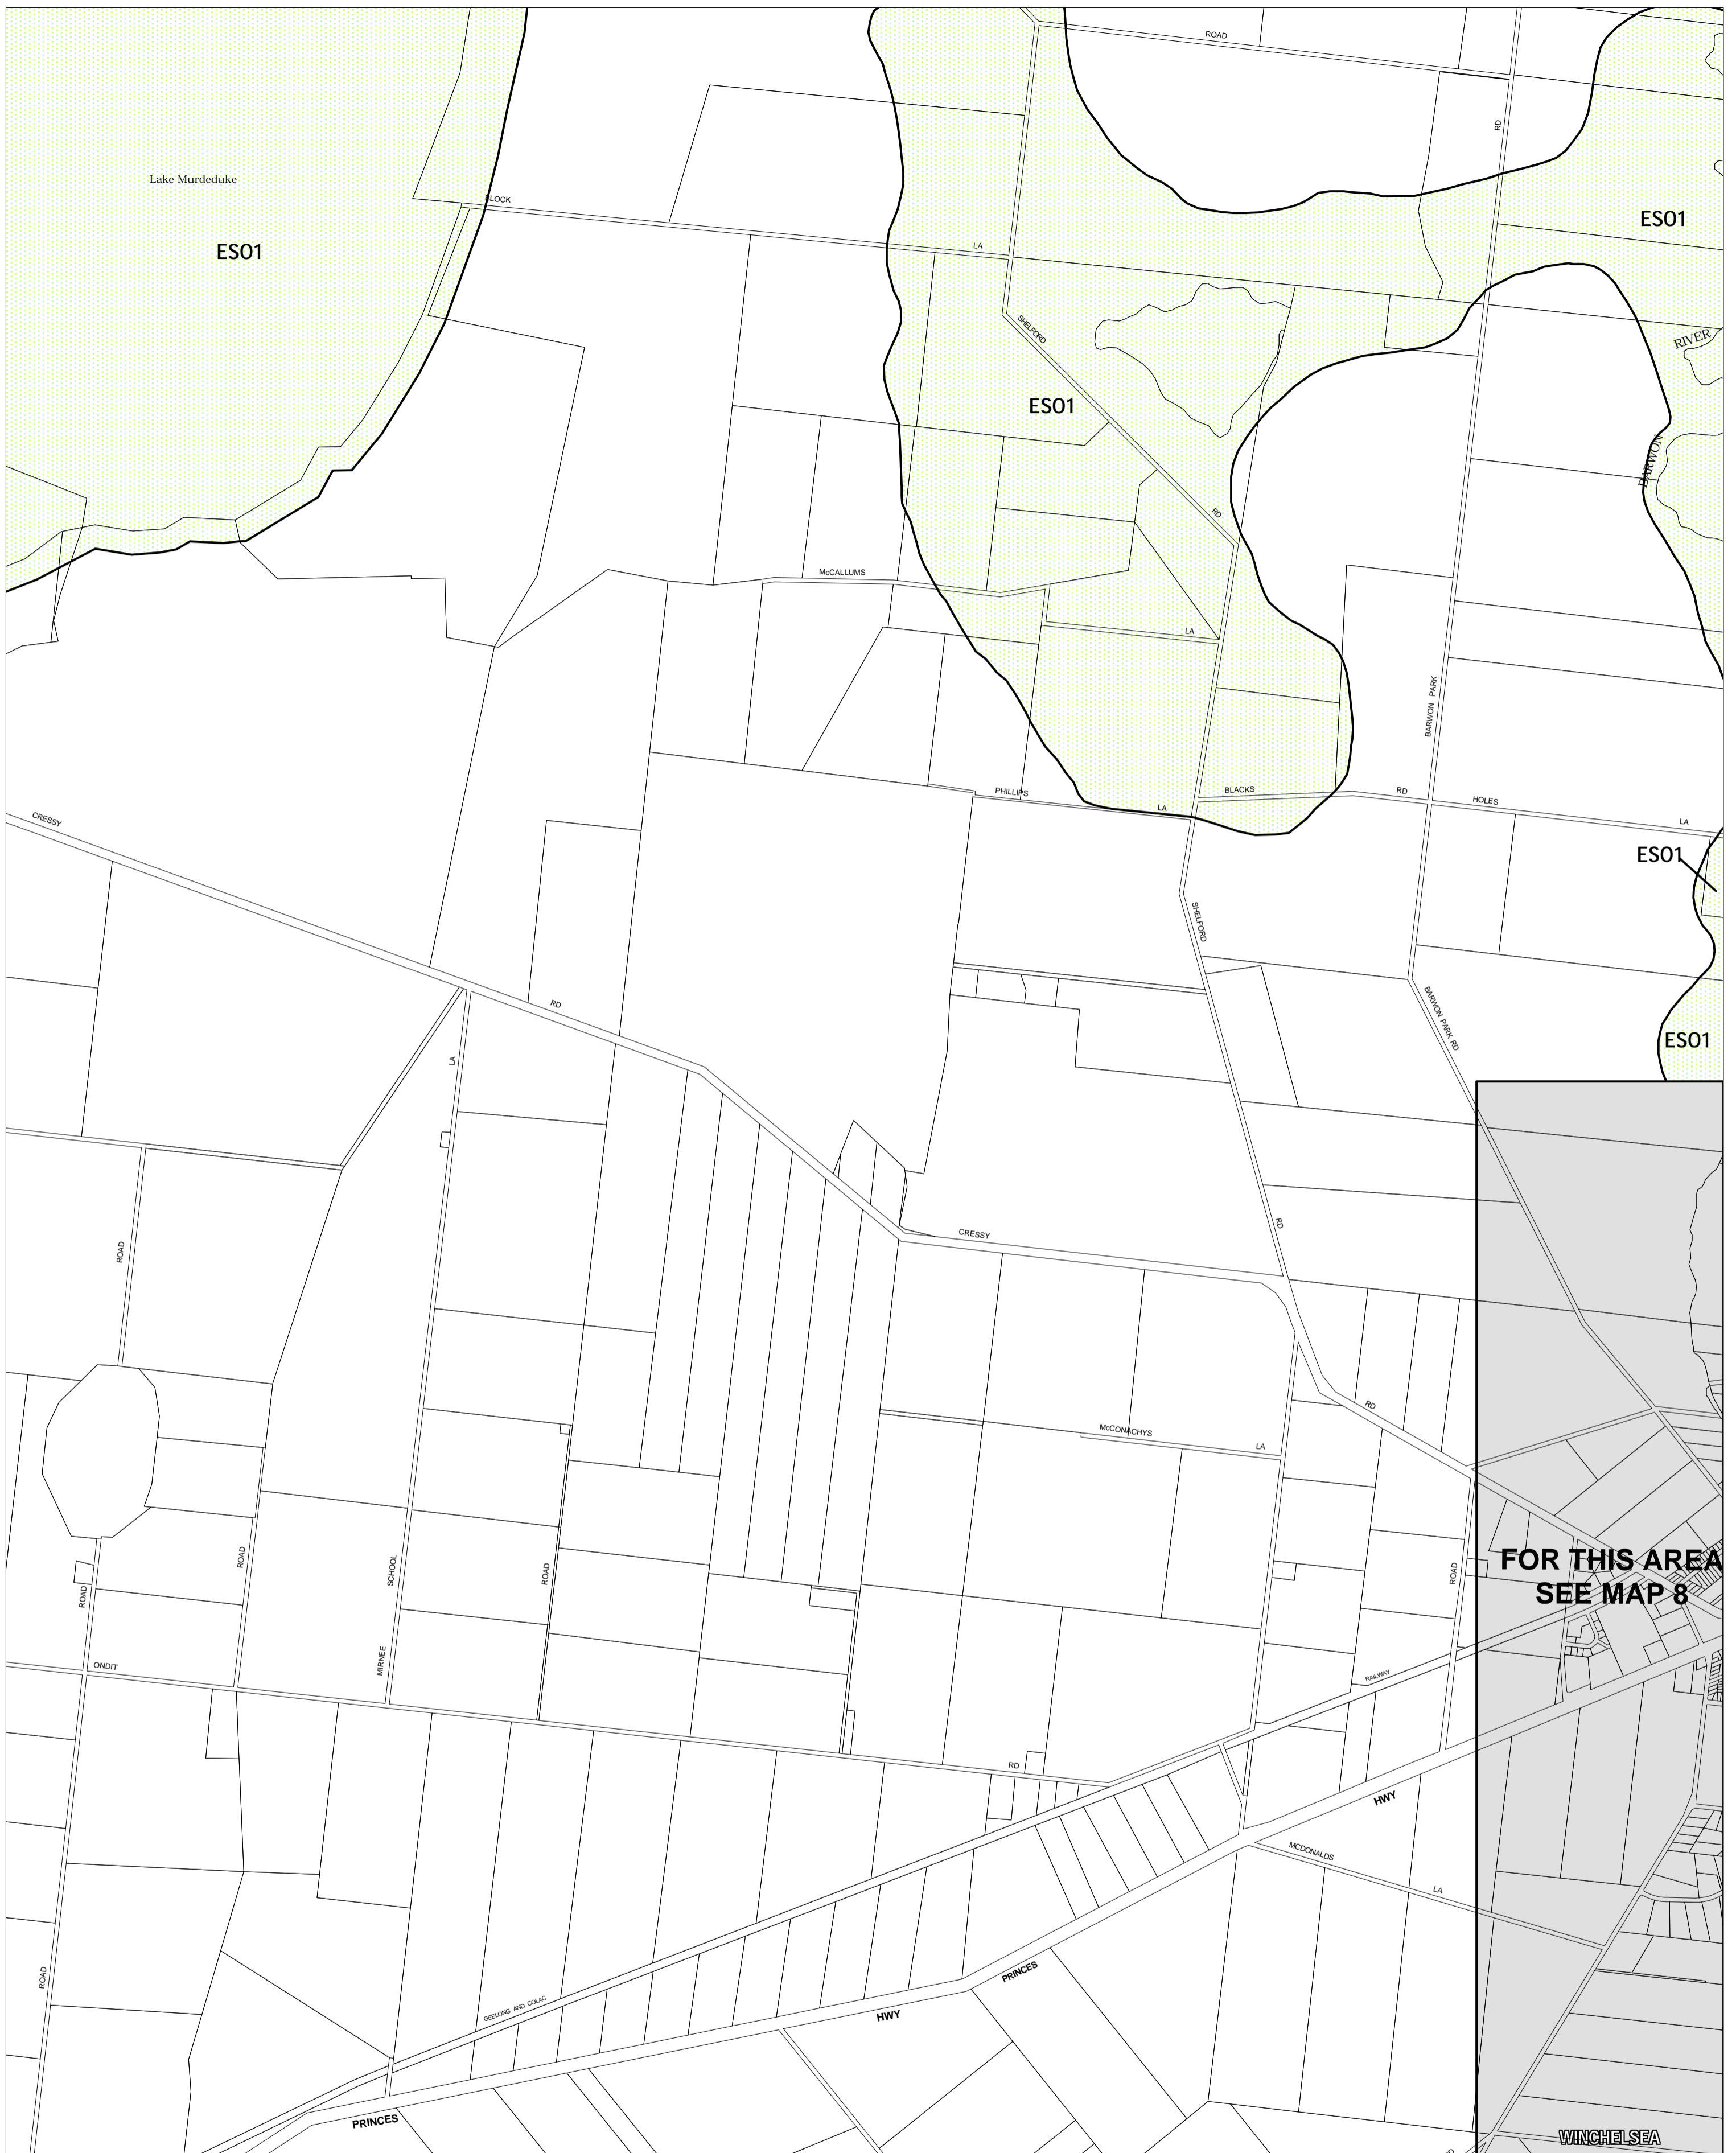 ROAD
RD
Lake Murdeduke
ES01
BLOCK
LA
ES01
SHELFORD
RIVER
ES01
BARWON
RD
McCALLUMS
LA
BARWON PARK
PHILLIPS
LA
BLACKS
RD
HOLES
LA
CRESSY
ES01
SHELFORD
RD
BARWON PARK RD
ES01
LA
ROAD
RD
CRESSY
RD
McCONACHYS
LA
FOR THIS AREA
SEE MAP 8
ROAD
ROAD
SCHOOL
ROAD
ROAD
MIRNEE
ONDIT
RAILWAY
RD
HWY
MCDONALDS
LA
ROAD
PRINCES
GEELONG AND COLAC
HWY
PRINCES
WINCHELSEA